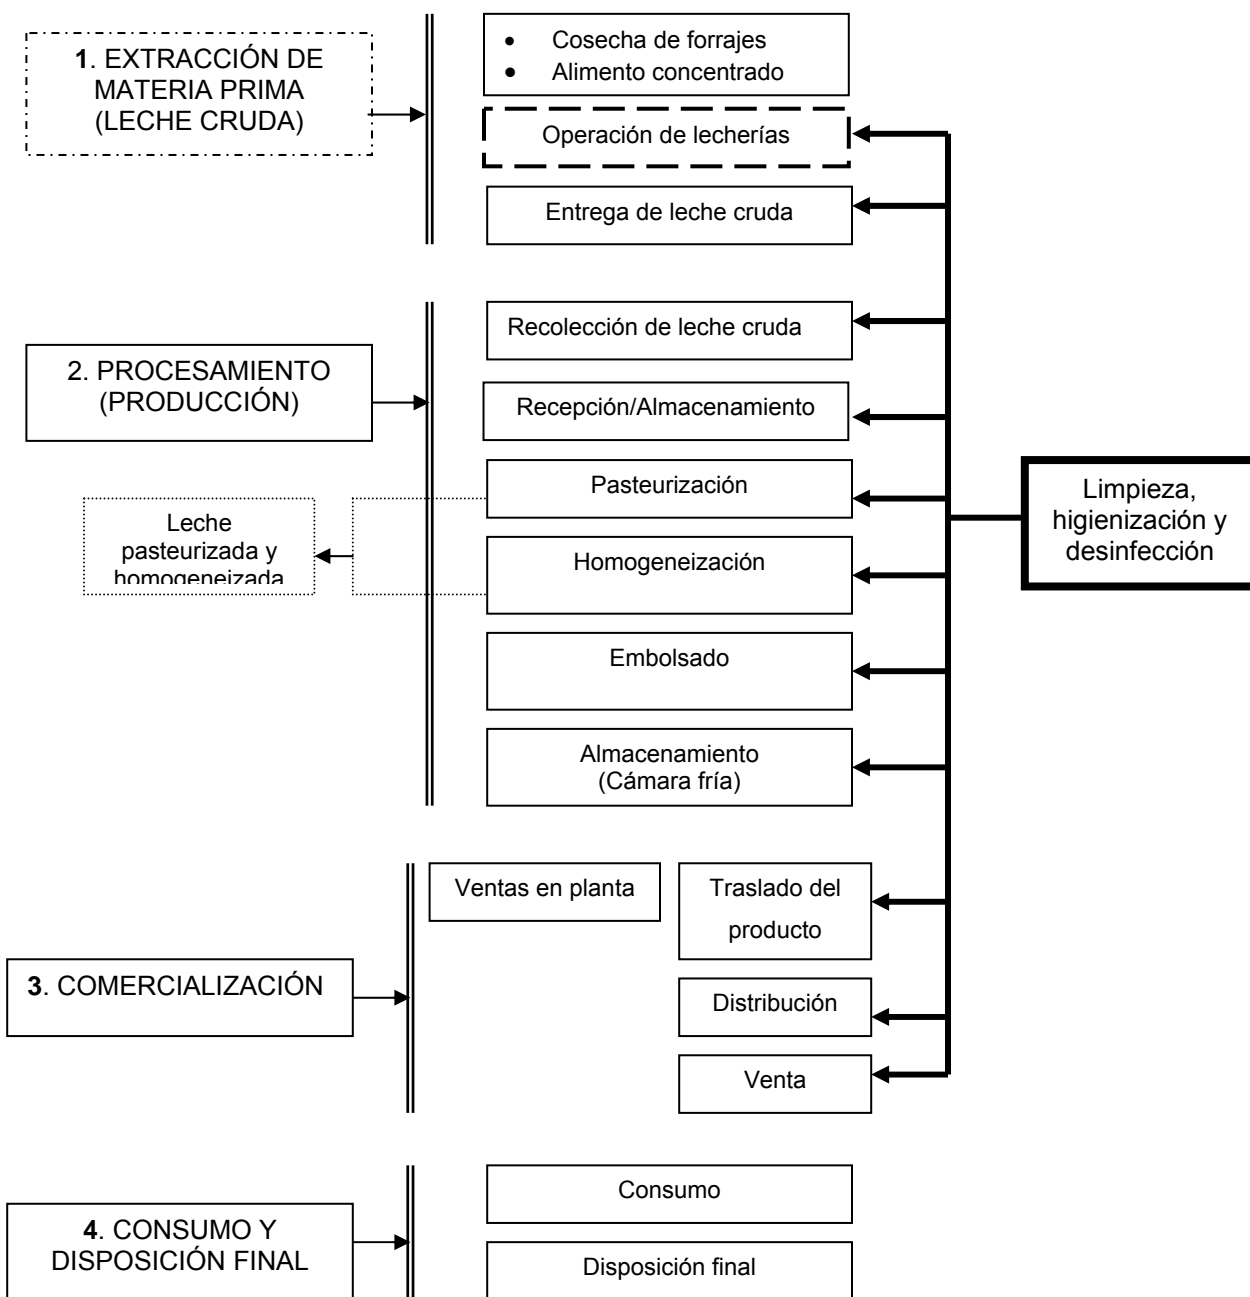 1. EXTRACCIÓN DE
MATERIA PRIMA
(LECHE CRUDA)
• Cosecha de forrajes
• Alimento concentrado
Operación de lecherías
Entrega de leche cruda
2. PROCESAMIENTO
(PRODUCCIÓN)
Recolección de leche cruda
Recepción/Almacenamiento
Pasteurización
Homogeneización
Leche
pasteurizada y
homogeneizada
Embolsado
Almacenamiento
(Cámara fría)
Limpieza,
higienización y
desinfección
3. COMERCIALIZACIÓN
Ventas en planta
Traslado del
producto
Distribución
Venta
4. CONSUMO Y
DISPOSICIÓN FINAL
Consumo
Disposición final